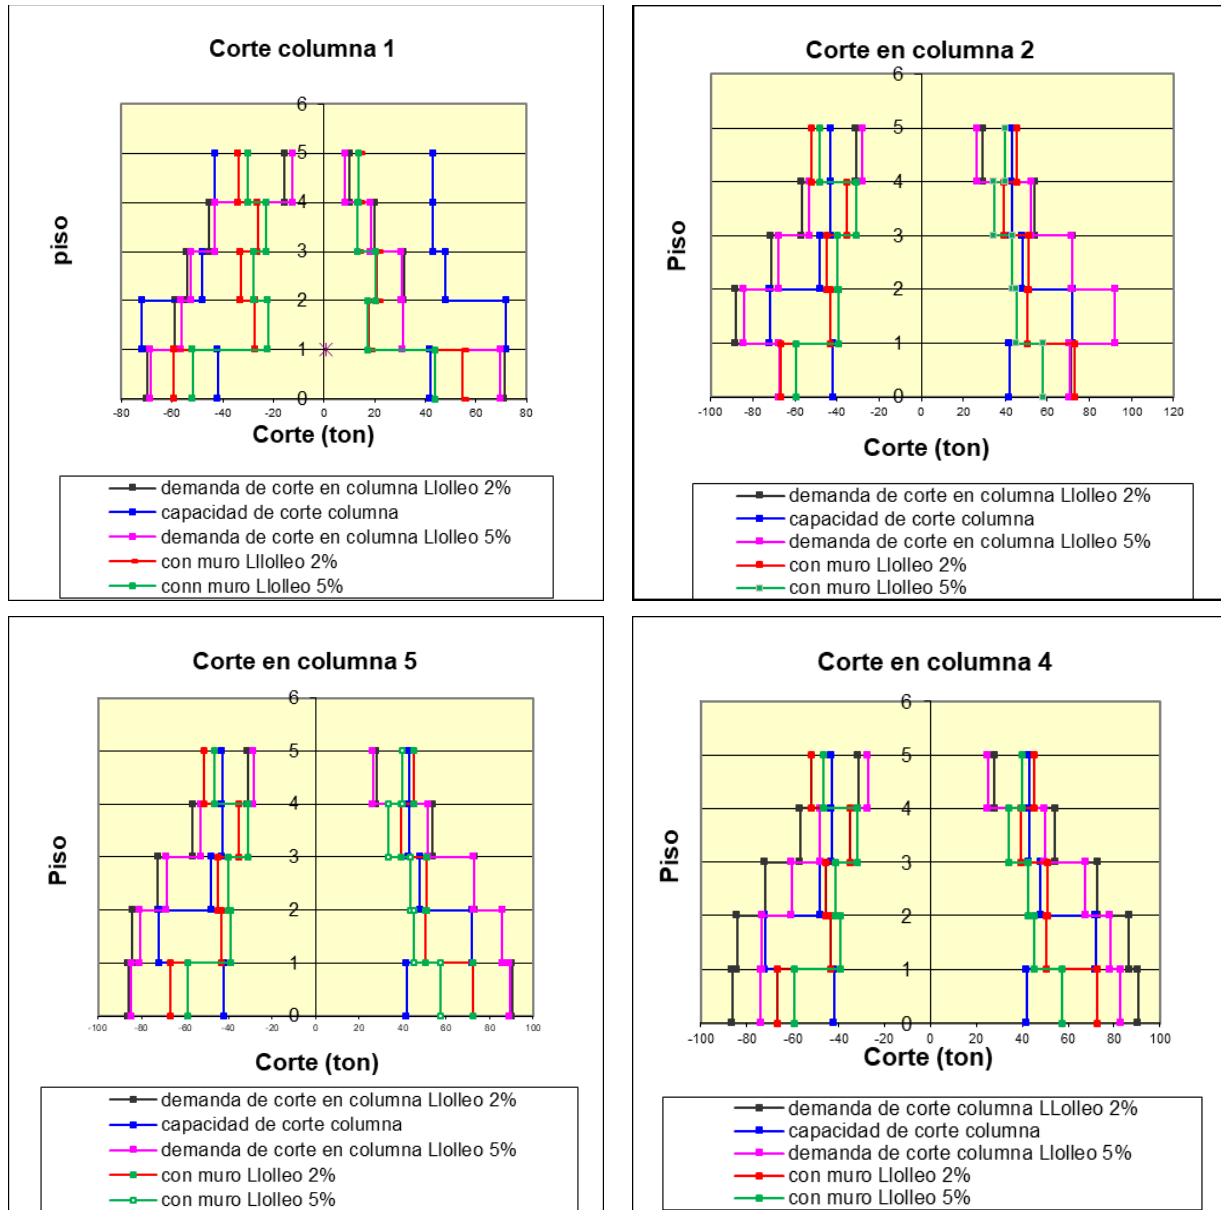 Corte columna 1
6
5
4
3
2
1
0
piso
-80 -60 -40 -20 0 20 40 60 80
Corte (ton)
demanda de corte en columna Llolleo 2%
capacidad de corte columna
demanda de corte en columna Llolleo 5%
con muro Lllolleo 2%
conn muro Llolleo 5%
Corte en columna 2
6
5
4
3
2
1
0
Piso
-100 -80 -60 -40 -20 0 20 40 60 80 100 120
Corte (ton)
demanda de corte en columna Llolleo 2%
capacidad de corte columna
demanda de corte en columna Llolleo 5%
con muro Llolleo 2%
con muro Llolleo 5%
Corte en columna 5
6
5
4
3
2
1
0
Piso
-100 -80 -60 -40 -20 0 20 40 60 80 100
Corte (ton)
demanda de corte en columna Llolleo 2%
capacidad de corte columna
demanda de corte en columna Llolleo 5%
con muro Llolleo 2%
con muro Llolleo 5%
Corte en columna 4
6
5
4
3
2
1
0
Piso
-100 -80 -60 -40 -20 0 20 40 60 80 100
Corte (ton)
demanda de corte columna LLolleo 2%
capacidad de corte columna
demanda de corte columna Llolleo 5%
con muro Llolleo 2%
con muro Llolleo 5%